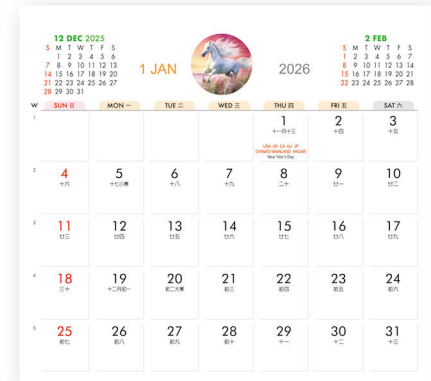 12 DEC 2025
S M T W T F S
1 2 3 4 5 6
7 8 9 10 11 12 13
14 15 16 17 18 19 20
21 22 23 24 25 26 27
28 29 30 31
1 JAN
2026
2 FEB
S M T W T F S
1 2 3 4 5 6 7
8 9 10 11 12 13 14
15 16 17 18 19 20 21
22 23 24 25 26 27 28
W SUN 日 MON 一 TUE 二 WED 三 THU 四 FRI 五 SAT 六
1 1 2 3
十一月十三 十四 十五
USA UK CA AU JP
CHINA'S MAINLAND HKSAR
New Year's Day
2 4 5 6 7 8 9 10
十六 十七小寒 十八 十九 二十 廿一 廿二
3 11 12 13 14 15 16 17
廿三 廿四 廿五 廿六 廿七 廿八 廿九
4 18 19 20 21 22 23 24
三十 十二月初一 初二大寒 初三 初四 初五 初六
5 25 26 27 28 29 30 31
初七 初八 初九 初十 十一 十二 十三